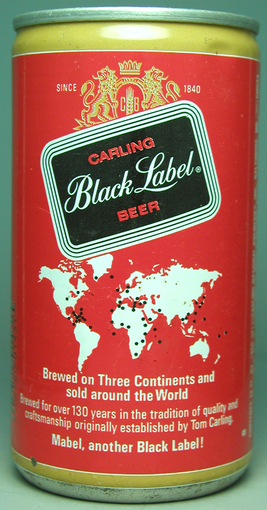 SINCE 1840
CB
CARLING
Black Label®
BEER
Brewed on Three Continents and
sold around the World
Brewed for over 130 years in the tradition of quality and
craftsmanship originally established by Tom Carling.
Mabel, another Black Label!